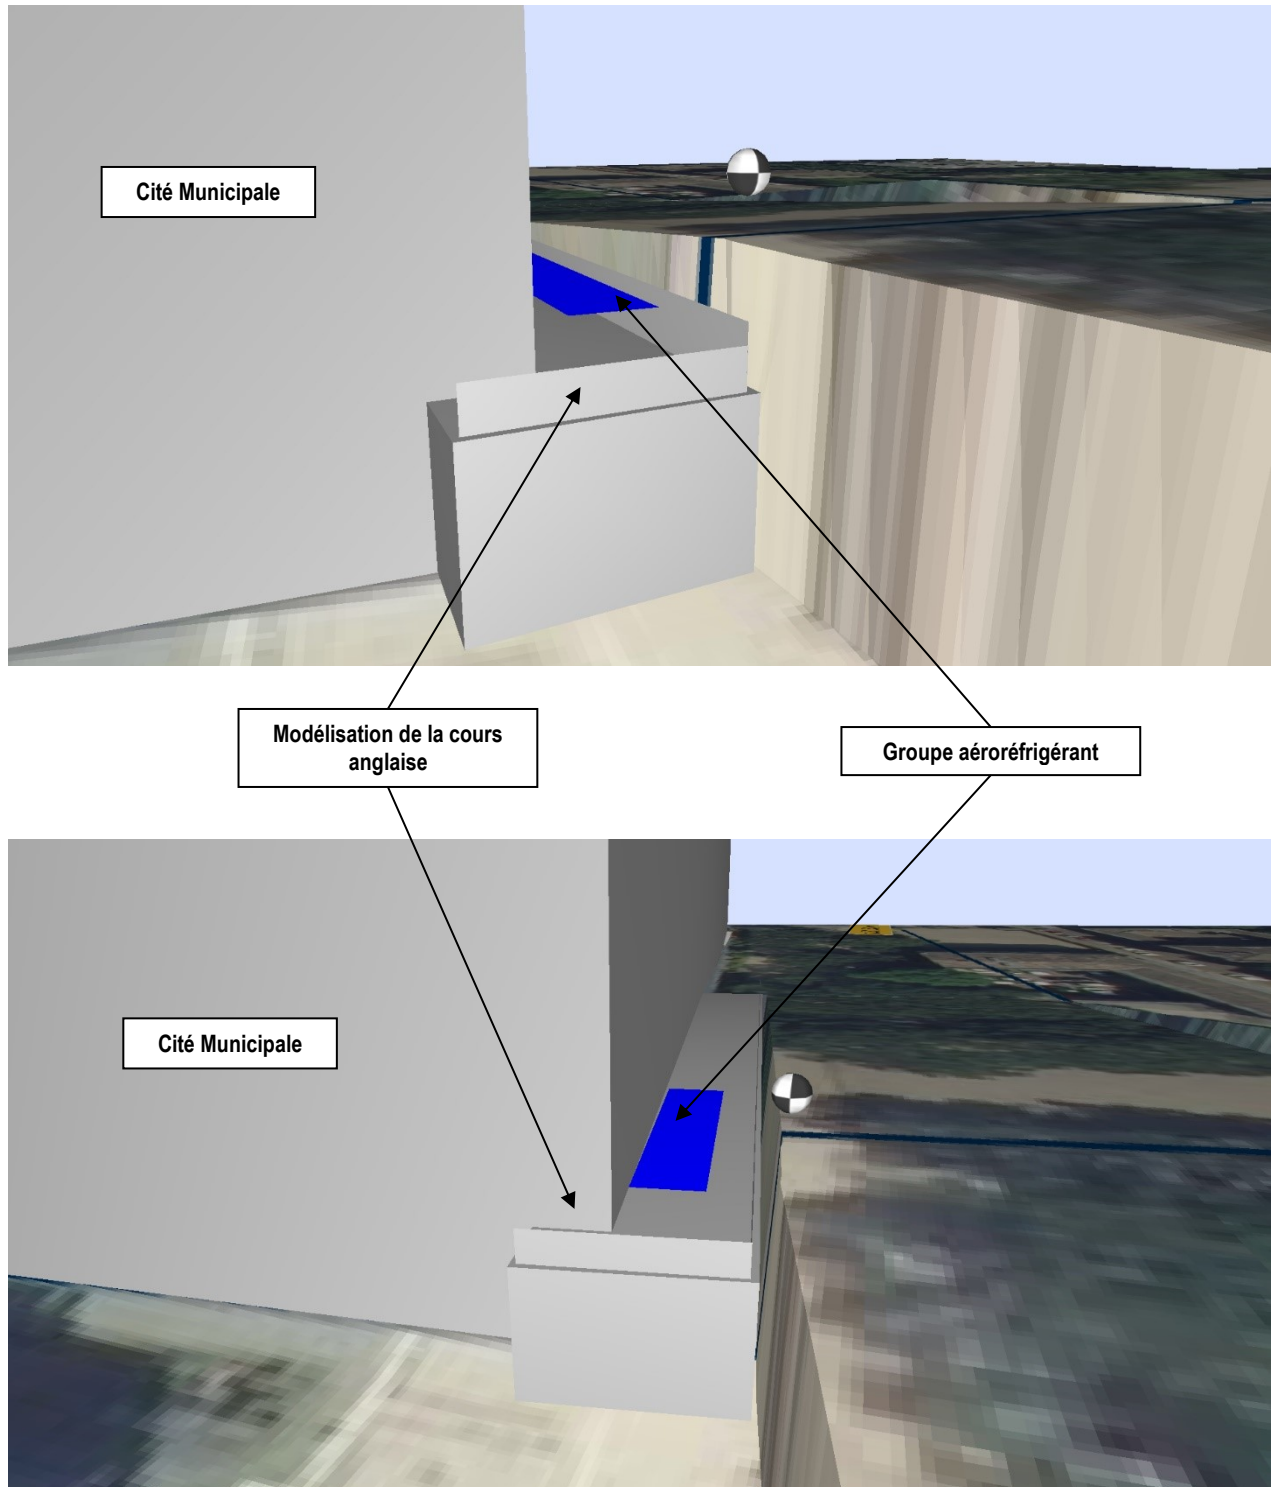 Cité Municipale
Modélisation de la cours
anglaise
Groupe aéroréfrigérant
Cité Municipale